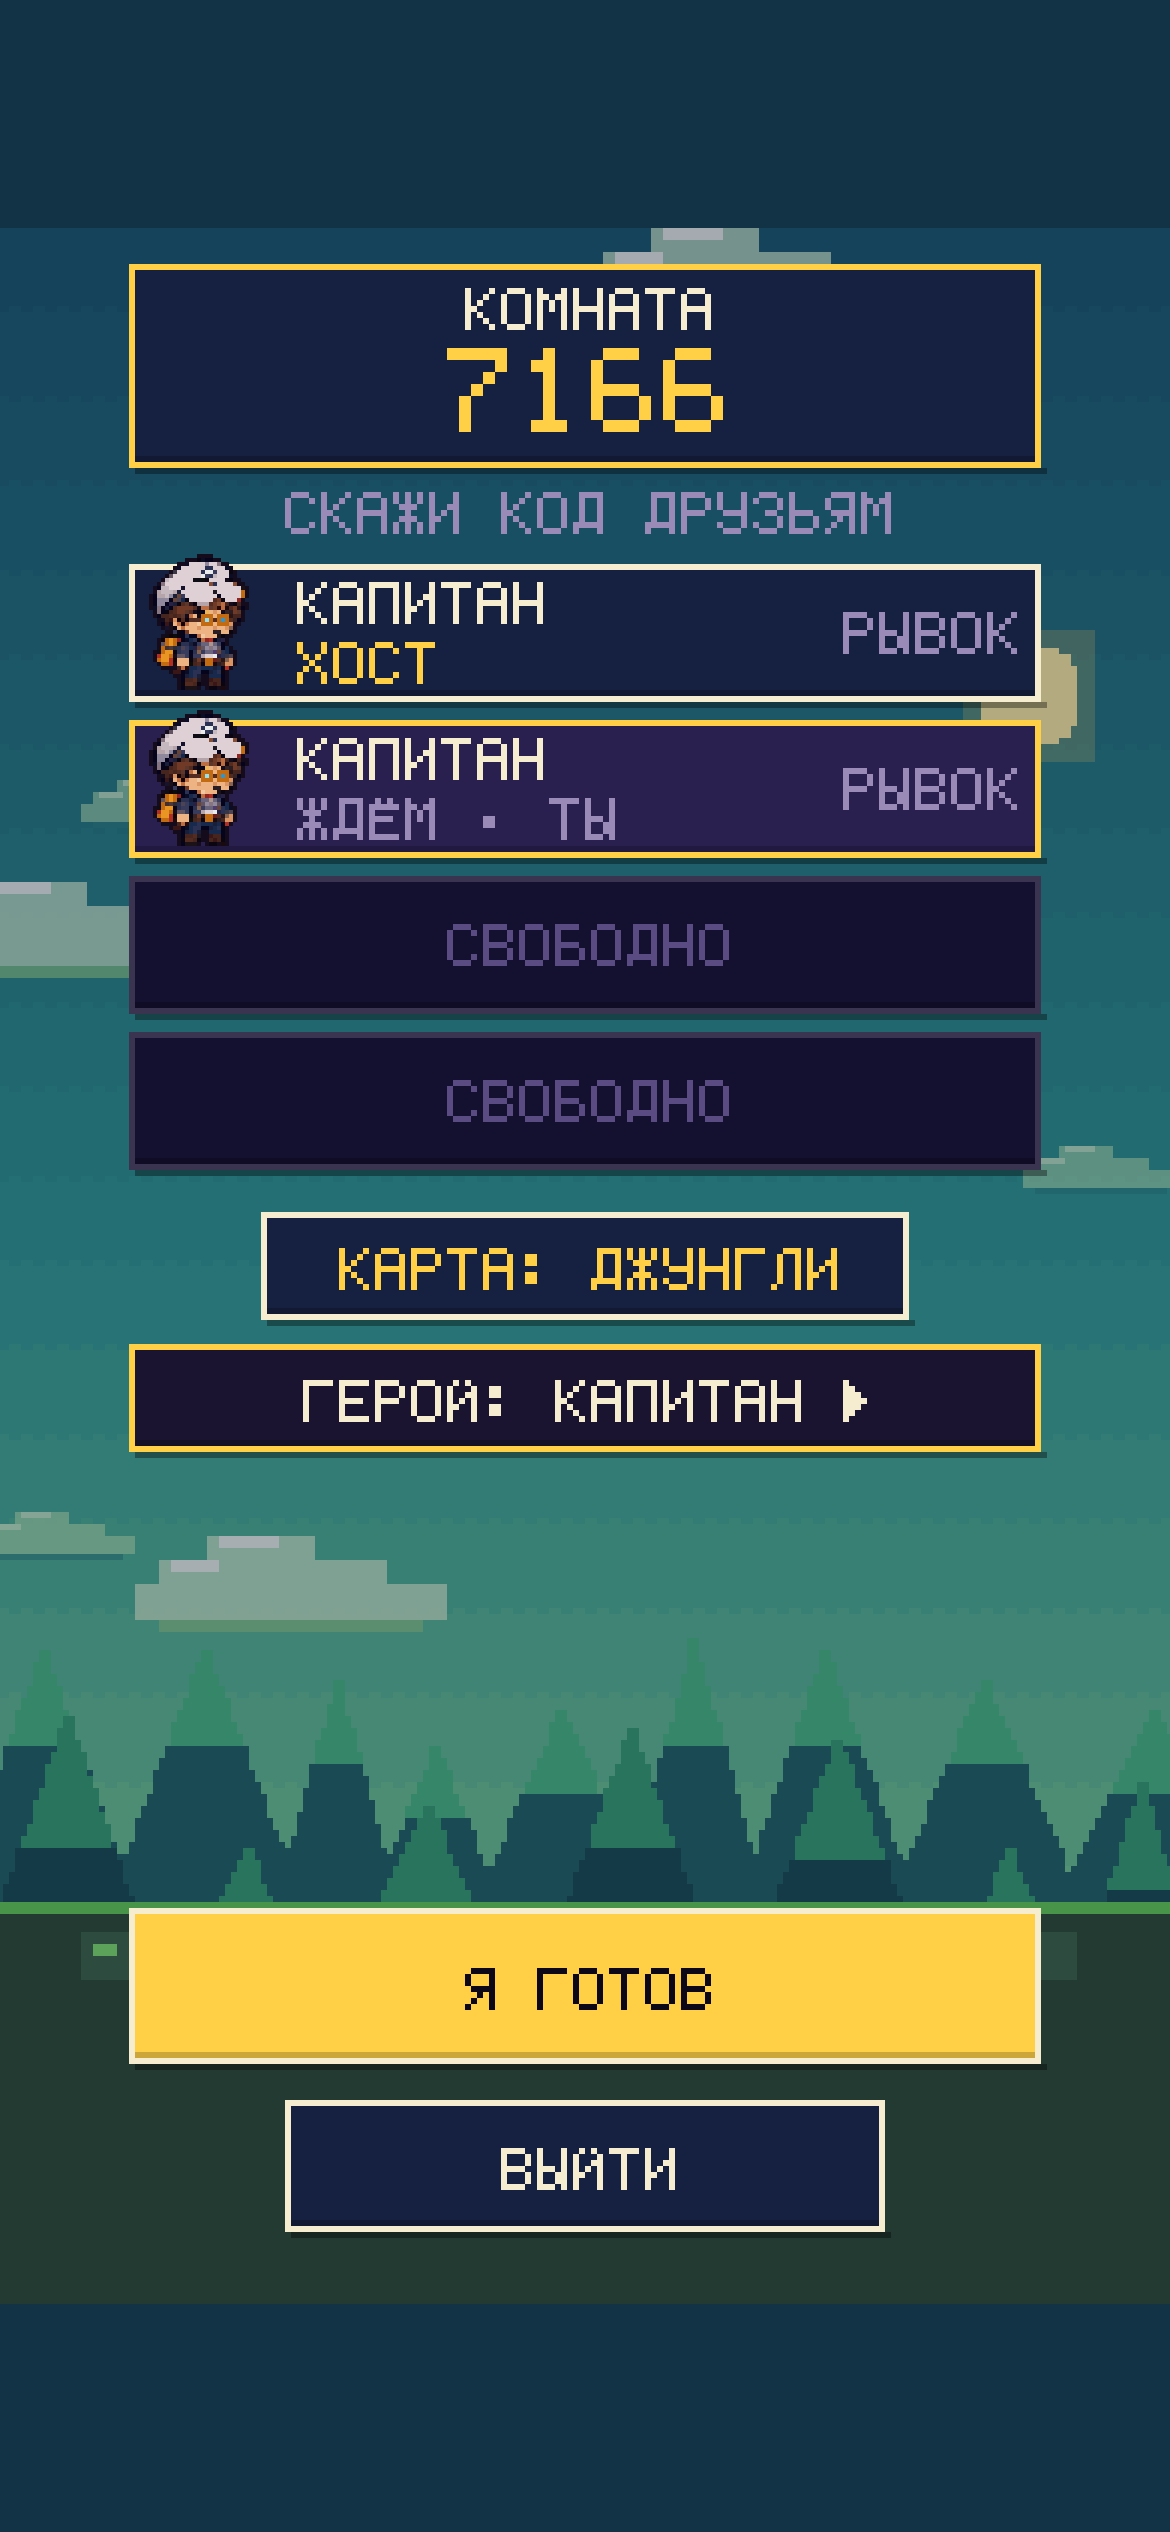 КОМНАТА
7166
СКАЖИ КОД ДРУЗЬЯМ
КАПИТАН
ХОСТ
РЫВОК
КАПИТАН
ЖДЁМ · ТЫ
РЫВОК
СВОБОДНО
СВОБОДНО
КАРТА: ДЖУНГЛИ
ГЕРОЙ: КАПИТАН ▶
Я ГОТОВ
ВЫЙТИ